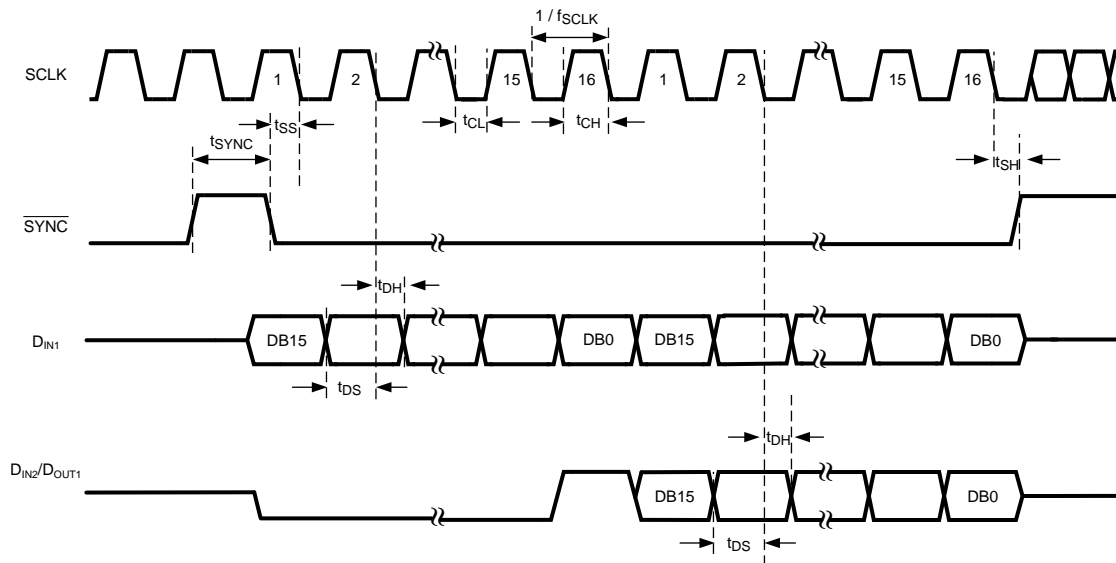 1 / fSCLK
SCLK 1 2 15 16 1 2 15 16
tSS tCL tCH
tSYNC tSH
SYNC
tDH
DIN1 DB15 DB0 DB15 DB0
tDS
tDH
DIN2/DOUT1 DB15 DB0
tDS